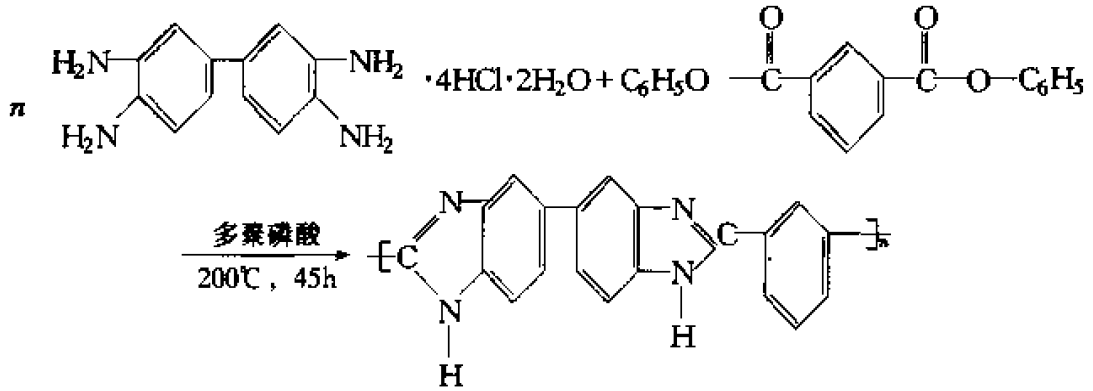 O O
H₂N NH₂ ·4HCl·2H₂O + C₆H₅O C C O C₆H₅
n H₂N NH₂
多聚磷酸
200℃，45h
[ C N N H N N H C ]n